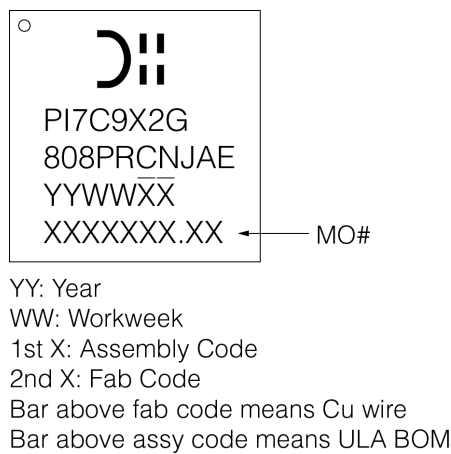 PI7C9X2G
808PRCNJAE
YYWWX̅X̅
XXXXXXX.XX
MO#
YY: Year
WW: Workweek
1st X: Assembly Code
2nd X: Fab Code
Bar above fab code means Cu wire
Bar above assy code means ULA BOM